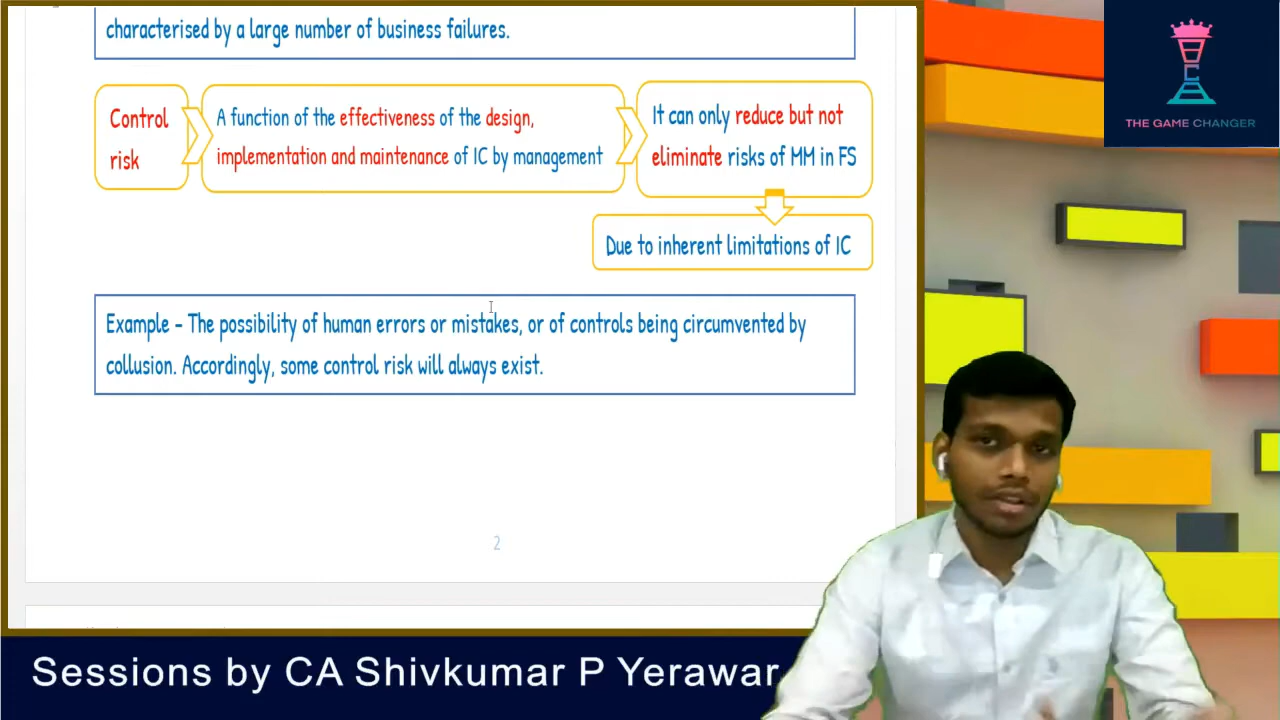 characterised by a large number of business failures.
Control
risk
A function of the effectiveness of the design,
implementation and maintenance of IC by management
It can only reduce but not
eliminate risks of MM in FS
Due to inherent limitations of IC
Example - The possibility of human errors or mistakes, or of controls being circumvented by
collusion. Accordingly, some control risk will always exist.
2
THE GAME CHANGER
Sessions by CA Shivkumar P Yerawar